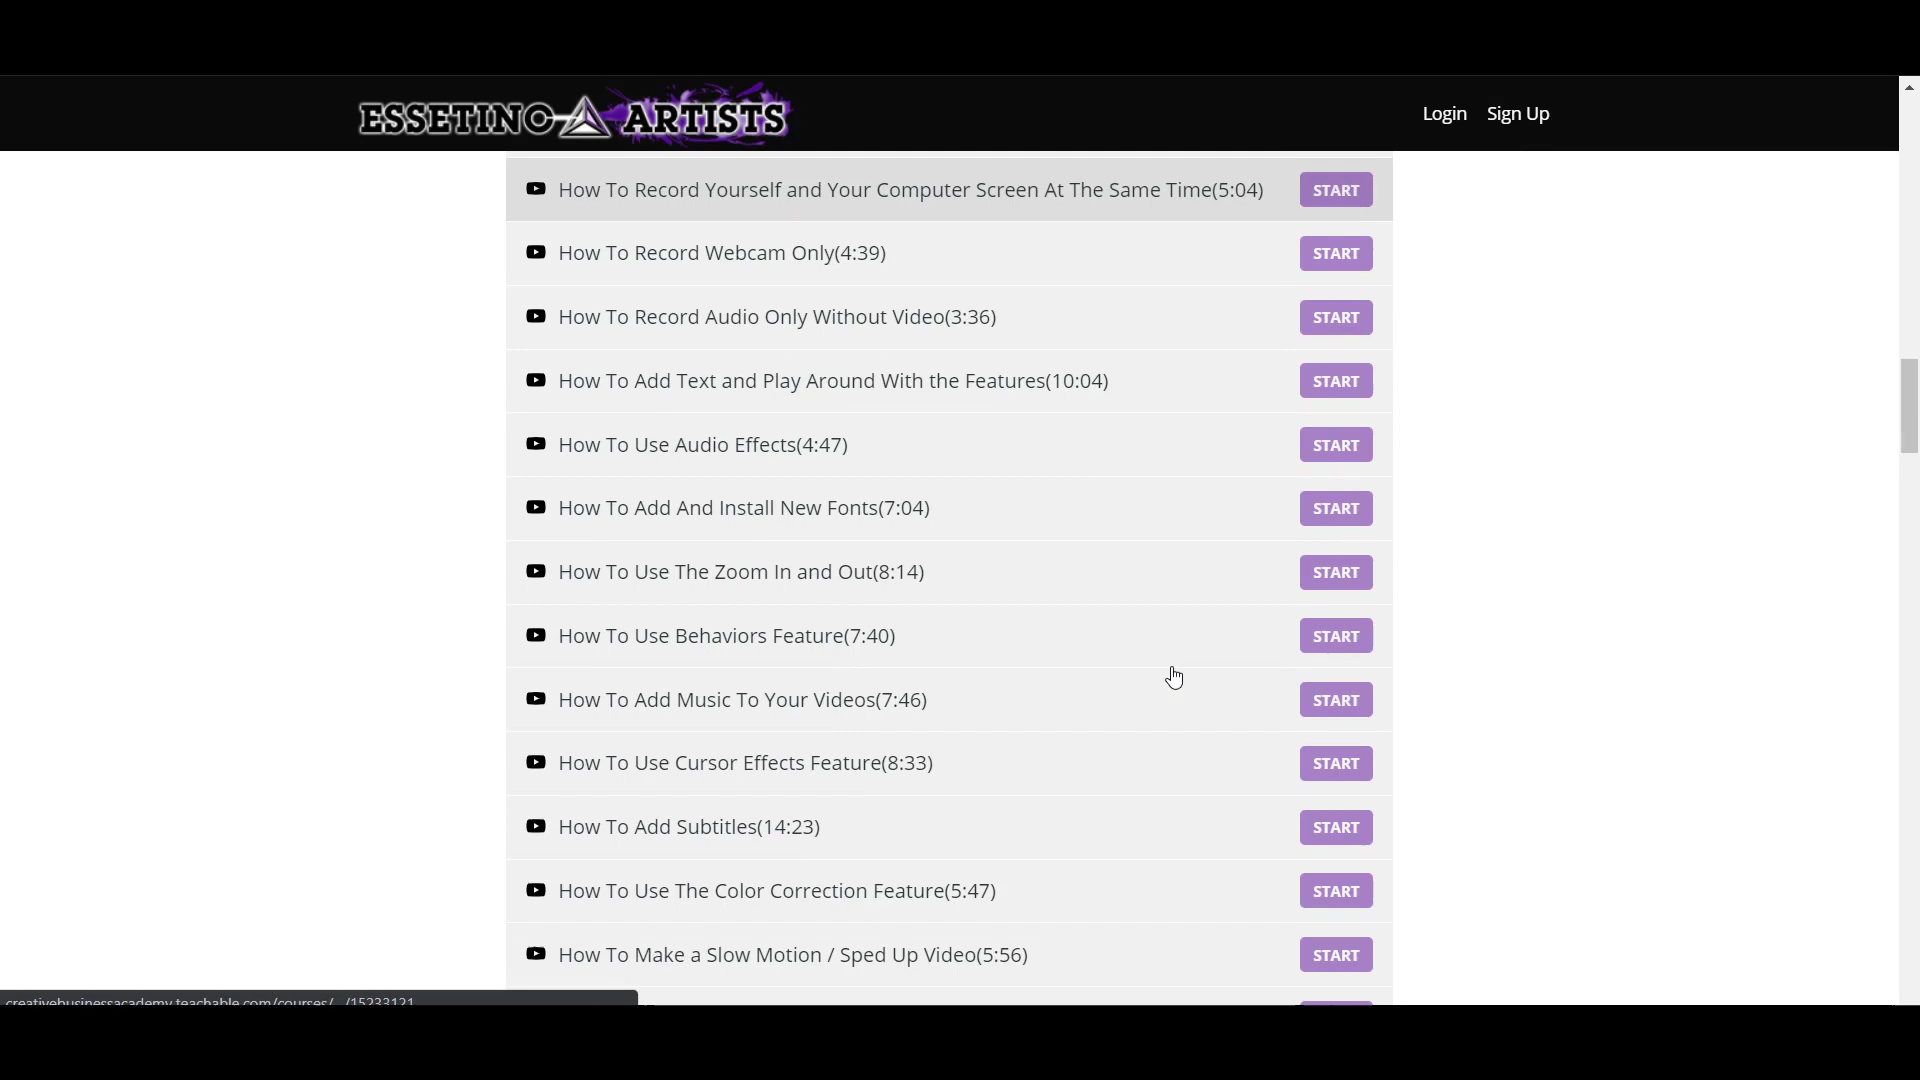 ESSETINO ARTISTS
Login Sign Up
How To Record Yourself and Your Computer Screen At The Same Time(5:04) START
How To Record Webcam Only(4:39) START
How To Record Audio Only Without Video(3:36) START
How To Add Text and Play Around With the Features(10:04) START
How To Use Audio Effects(4:47) START
How To Add And Install New Fonts(7:04) START
How To Use The Zoom In and Out(8:14) START
How To Use Behaviors Feature(7:40) START
How To Add Music To Your Videos(7:46) START
How To Use Cursor Effects Feature(8:33) START
How To Add Subtitles(14:23) START
How To Use The Color Correction Feature(5:47) START
How To Make a Slow Motion / Sped Up Video(5:56) START
creativebusinessacademy.teachable.com/courses/.../15233121